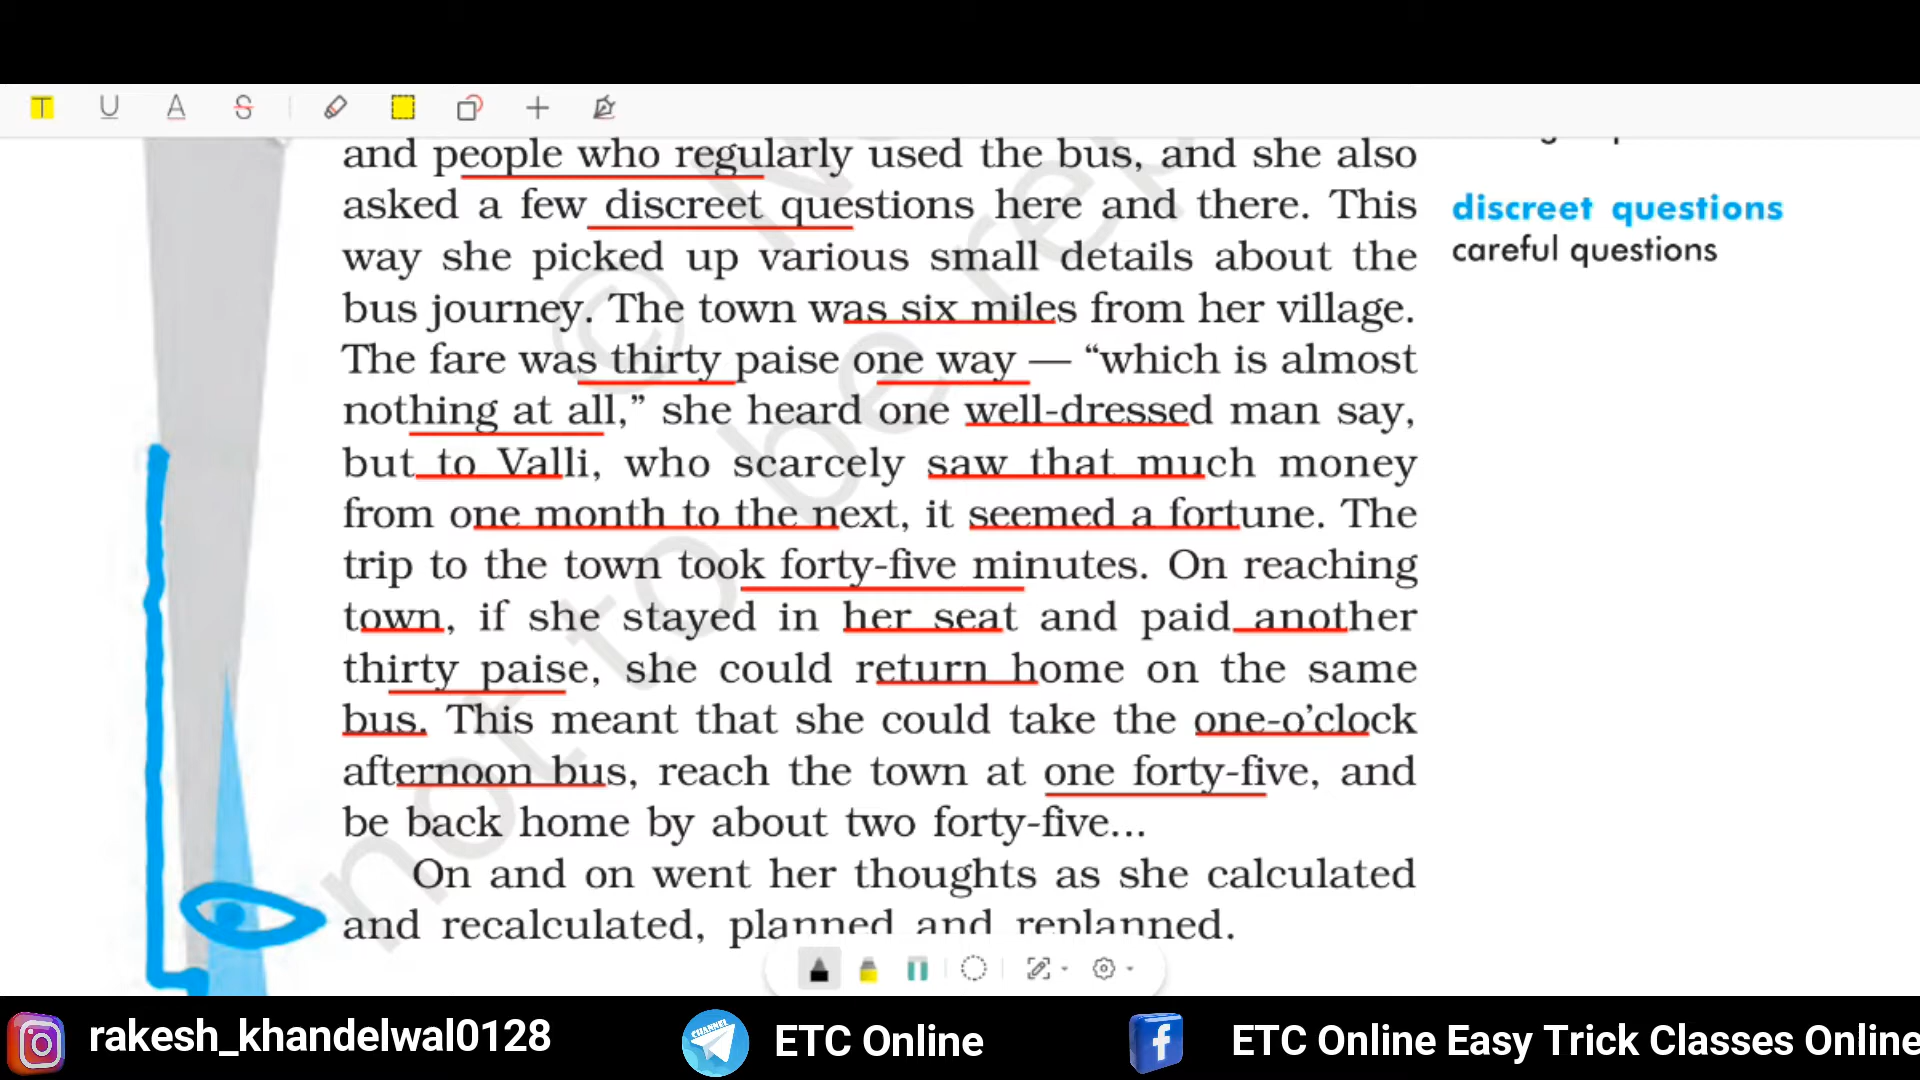 and people who regularly used the bus, and she also
asked a few discreet questions here and there. This
way she picked up various small details about the
bus journey. The town was six miles from her village.
The fare was thirty paise one way — “which is almost
nothing at all,” she heard one well-dressed man say,
but to Valli, who scarcely saw that much money
from one month to the next, it seemed a fortune. The
trip to the town took forty-five minutes. On reaching
town, if she stayed in her seat and paid another
thirty paise, she could return home on the same
bus. This meant that she could take the one-o’clock
afternoon bus, reach the town at one forty-five, and
be back home by about two forty-five...
On and on went her thoughts as she calculated
and recalculated, planned and replanned.
discreet questions
careful questions
© 
not to be
rakesh_khandelwal0128
CHANNEL
ETC Online
ETC Online Easy Trick Classes Online